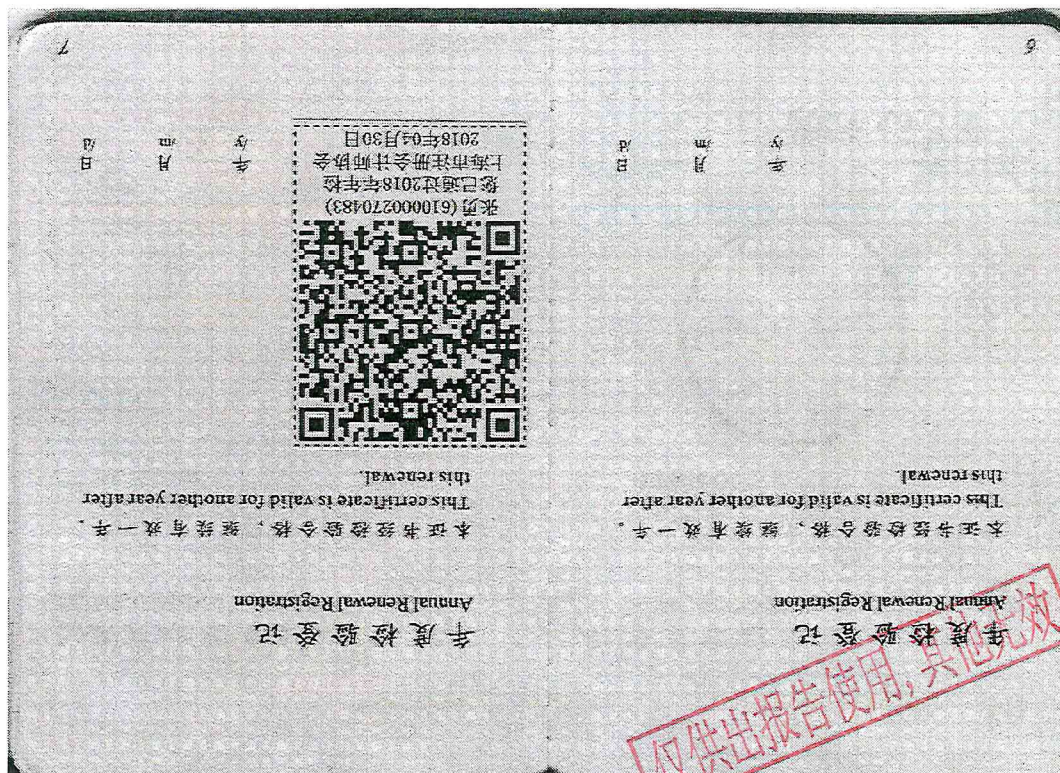 年度检验登记
Annual Renewal Registration
本证书经检验合格，继续有效一年。
This certificate is valid for another year after
this renewal.
年 月 日
/y /m /d
6
年度检验登记
Annual Renewal Registration
本证书经检验合格，继续有效一年。
This certificate is valid for another year after
this renewal.
张勇 (610000270483)
您已通过2018年年检
上海市注册会计师协会
2018年04月30日
年 月 日
/y /m /d
7
仅供出报告使用,其他无效